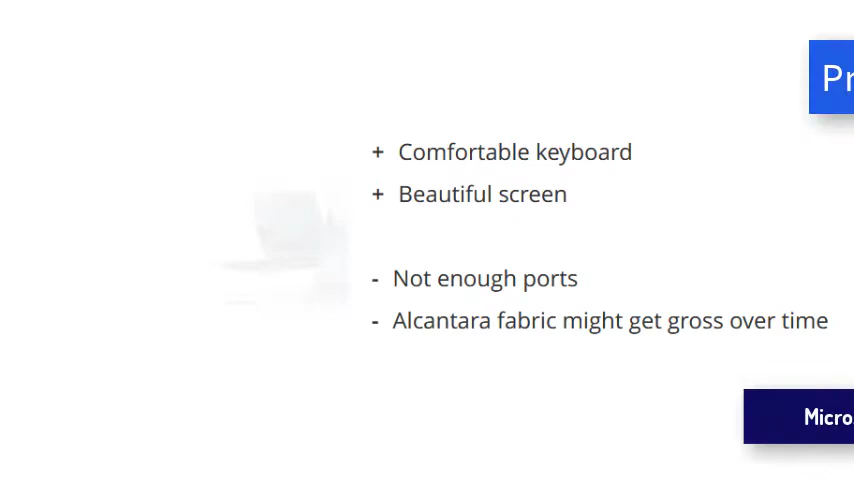 Pr
+ Comfortable keyboard
+ Beautiful screen
- Not enough ports
- Alcantara fabric might get gross over time
Micro